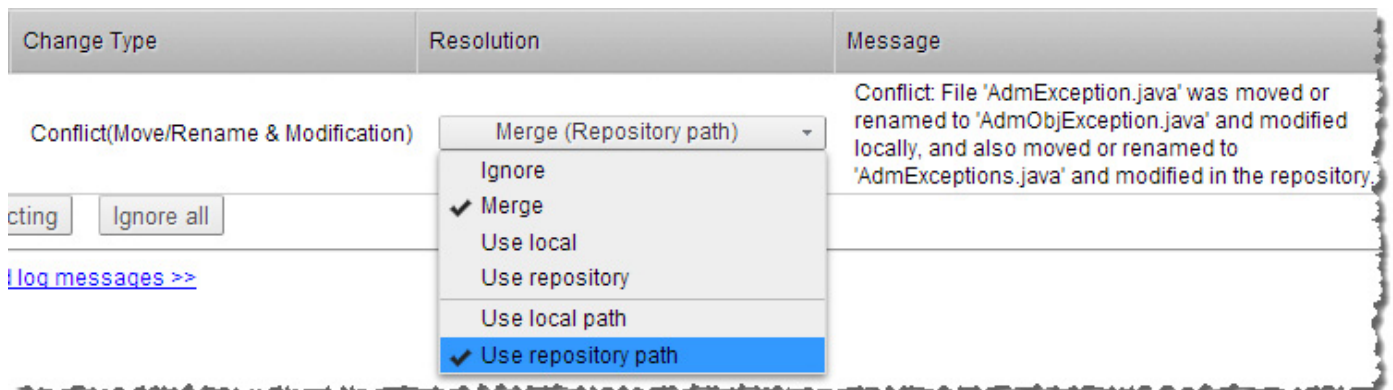 Change Type
Resolution
Message
Conflict(Move/Rename & Modification)
Merge (Repository path)
Conflict: File 'AdmException.java' was moved or
renamed to 'AdmObjException.java' and modified
locally, and also moved or renamed to
'AdmExceptions.java' and modified in the repository.
Ignore
Merge
Use local
Use repository
Use local path
Use repository path
cting
Ignore all
log messages >>